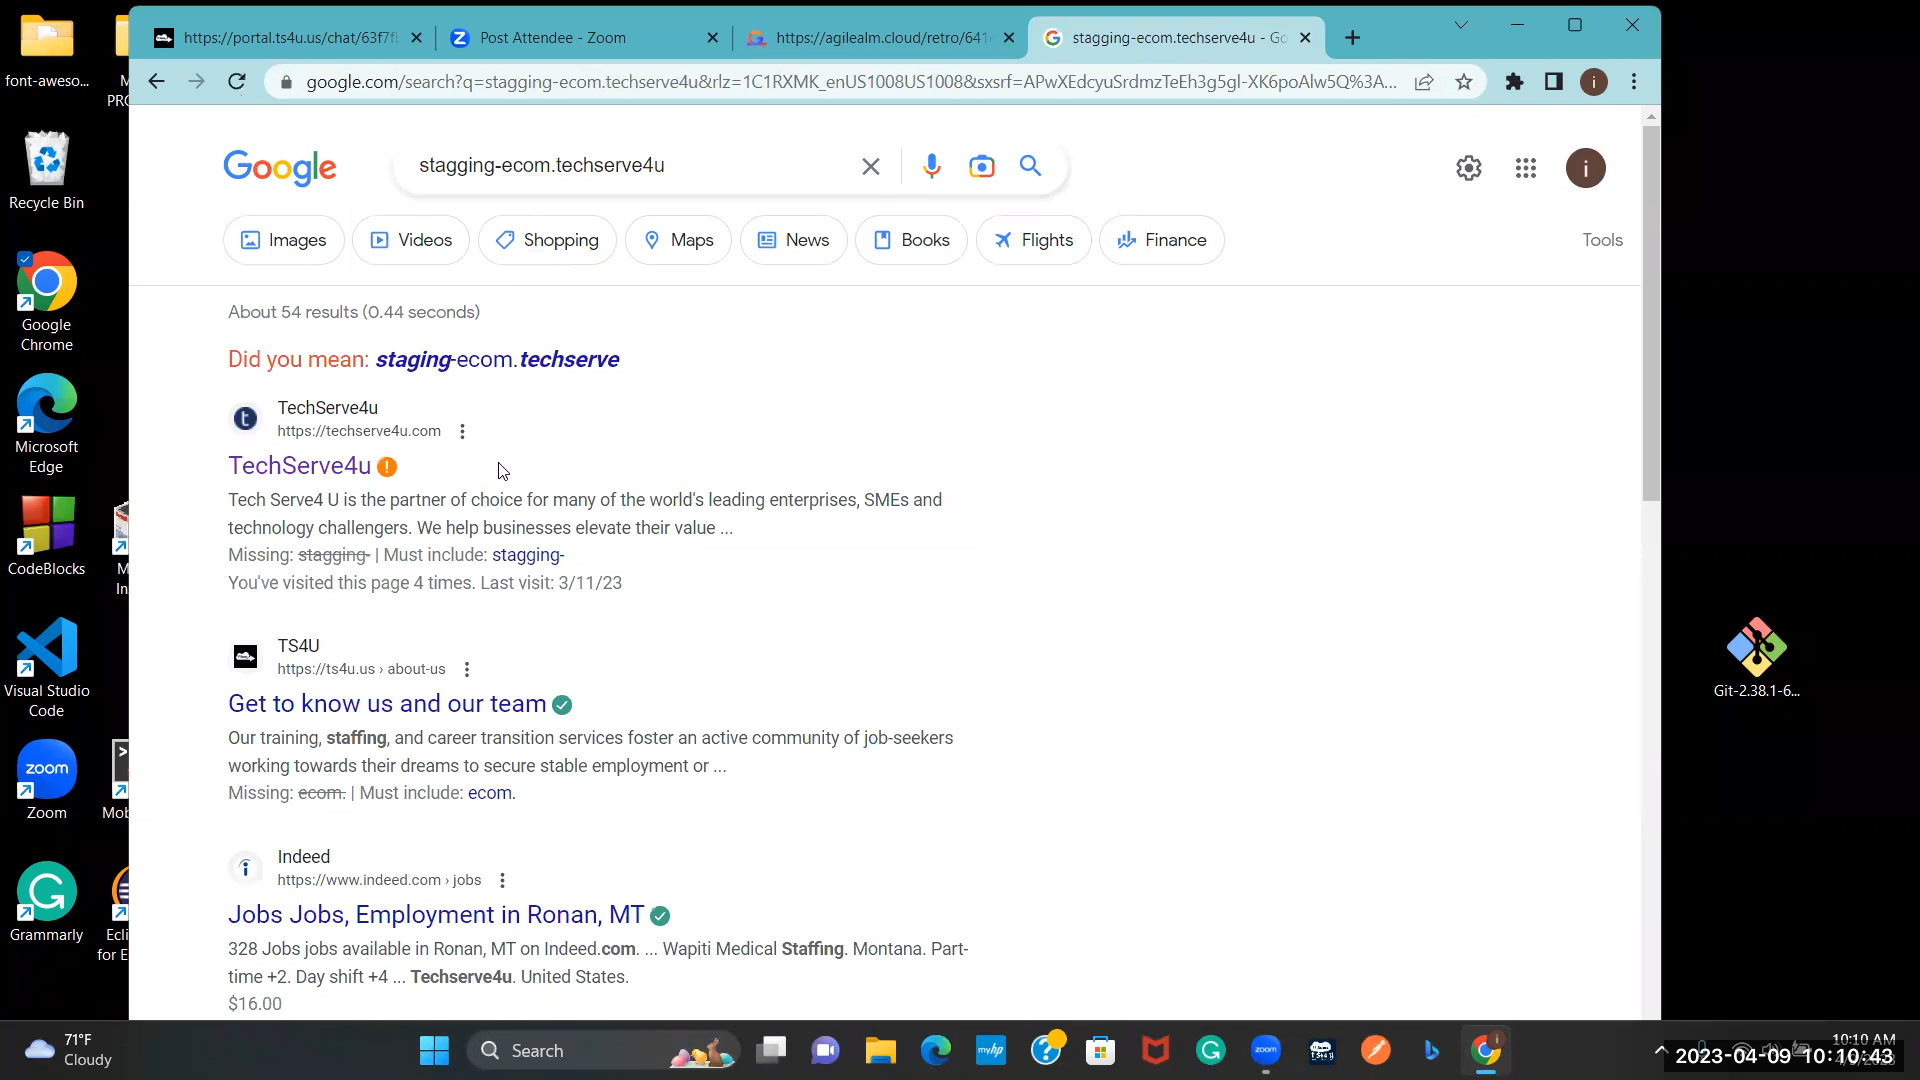 https://portal.ts4u.us/chat/63f7f
Post Attendee - Zoom
https://agilealm.cloud/retro/641
stagging-ecom.techserve4u - Go
google.com/search?q=stagging-ecom.techserve4u&rlz=1C1RXMK_enUS1008US1008&sxsrf=APwXEdcyuSrdmzTeEh3g5gl-XK6poAlw5Q%3A...
i
Google
stagging-ecom.techserve4u
i
Images
Videos
Shopping
Maps
News
Books
Flights
Finance
Tools
About 54 results (0.44 seconds)
Did you mean: staging-ecom.techserve
TechServe4u
https://techserve4u.com
TechServe4u
Tech Serve4 U is the partner of choice for many of the world's leading enterprises, SMEs and
technology challengers. We help businesses elevate their value ...
Missing: stagging- | Must include: stagging-
You've visited this page 4 times. Last visit: 3/11/23
TS4U
https://ts4u.us › about-us
Get to know us and our team
Our training, staffing, and career transition services foster an active community of job-seekers
working towards their dreams to secure stable employment or ...
Missing: ecom. | Must include: ecom.
Indeed
https://www.indeed.com › jobs
Jobs Jobs, Employment in Ronan, MT
328 Jobs jobs available in Ronan, MT on Indeed.com. ... Wapiti Medical Staffing. Montana. Part-
time +2. Day shift +4 ... Techserve4u. United States.
$16.00
font-aweso...
Recycle Bin
Google
Chrome
Microsoft
Edge
CodeBlocks
Visual Studio
Code
zoom
Zoom
Grammarly
Git-2.38.1-6...
71°F
Cloudy
Search
myhp
zoom
10:10 AM
2023-04-09 10:10:43